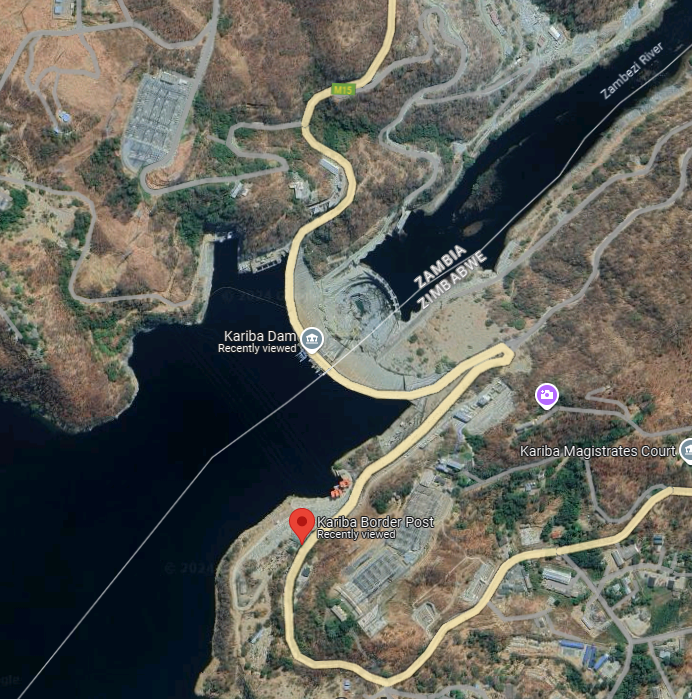 M15
Zambezi River
ZAMBIA
ZIMBABWE
Kariba Dam
Recently viewed
Kariba Magistrates Court
Kariba Border Post
Recently viewed